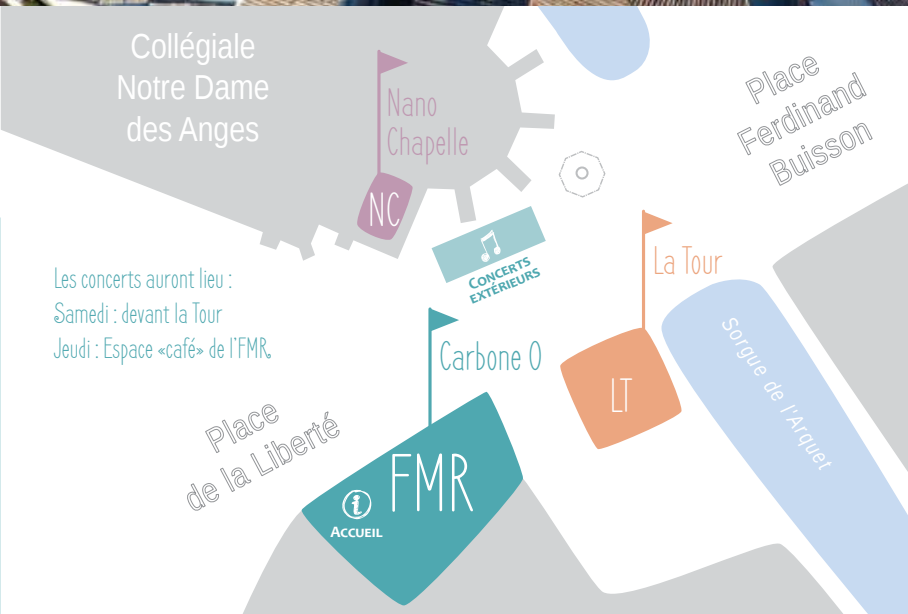 Collégiale
Notre Dame
des Anges
Nano
Chapelle
NC
Place
Ferdinand
Buisson
CONCERTS
EXTÉRIEURS
La Tour
LT
Sorgue de l'Arquet
Les concerts auront lieu :
Samedi : devant la Tour
Jeudi : Espace «café» de l'FMR.
Carbone 0
Place
de la Liberté
FMR
i
ACCUEIL